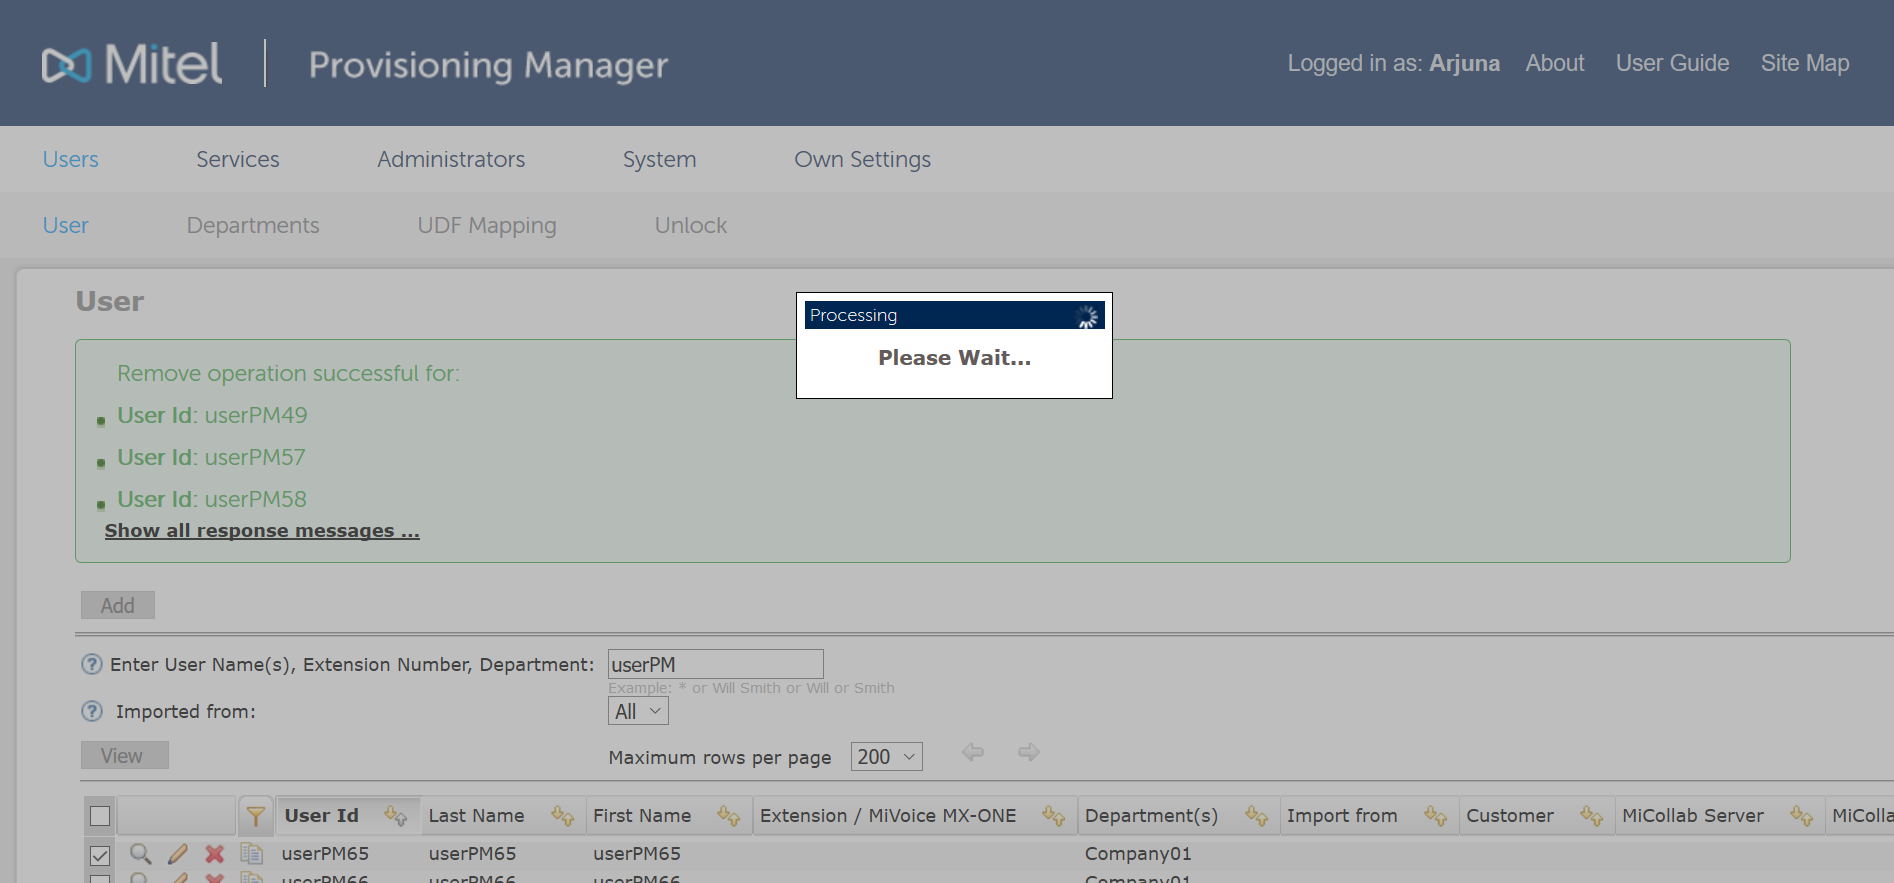 Mitel
Provisioning Manager
Logged in as: Arjuna About User Guide Site Map
Users Services Administrators System Own Settings
User Departments UDF Mapping Unlock
User
Processing
Please Wait...
Remove operation successful for:
User Id: userPM49
User Id: userPM57
User Id: userPM58
Show all response messages ...
Add
Enter User Name(s), Extension Number, Department: userPM
Example: * or Will Smith or Will or Smith
Imported from: All
View Maximum rows per page 200
User Id Last Name First Name Extension / MiVoice MX-ONE Department(s) Import from Customer MiCollab Server MiColla
userPM65 userPM65 userPM65 Company01
userPM66 userPM66 userPM66 Company01